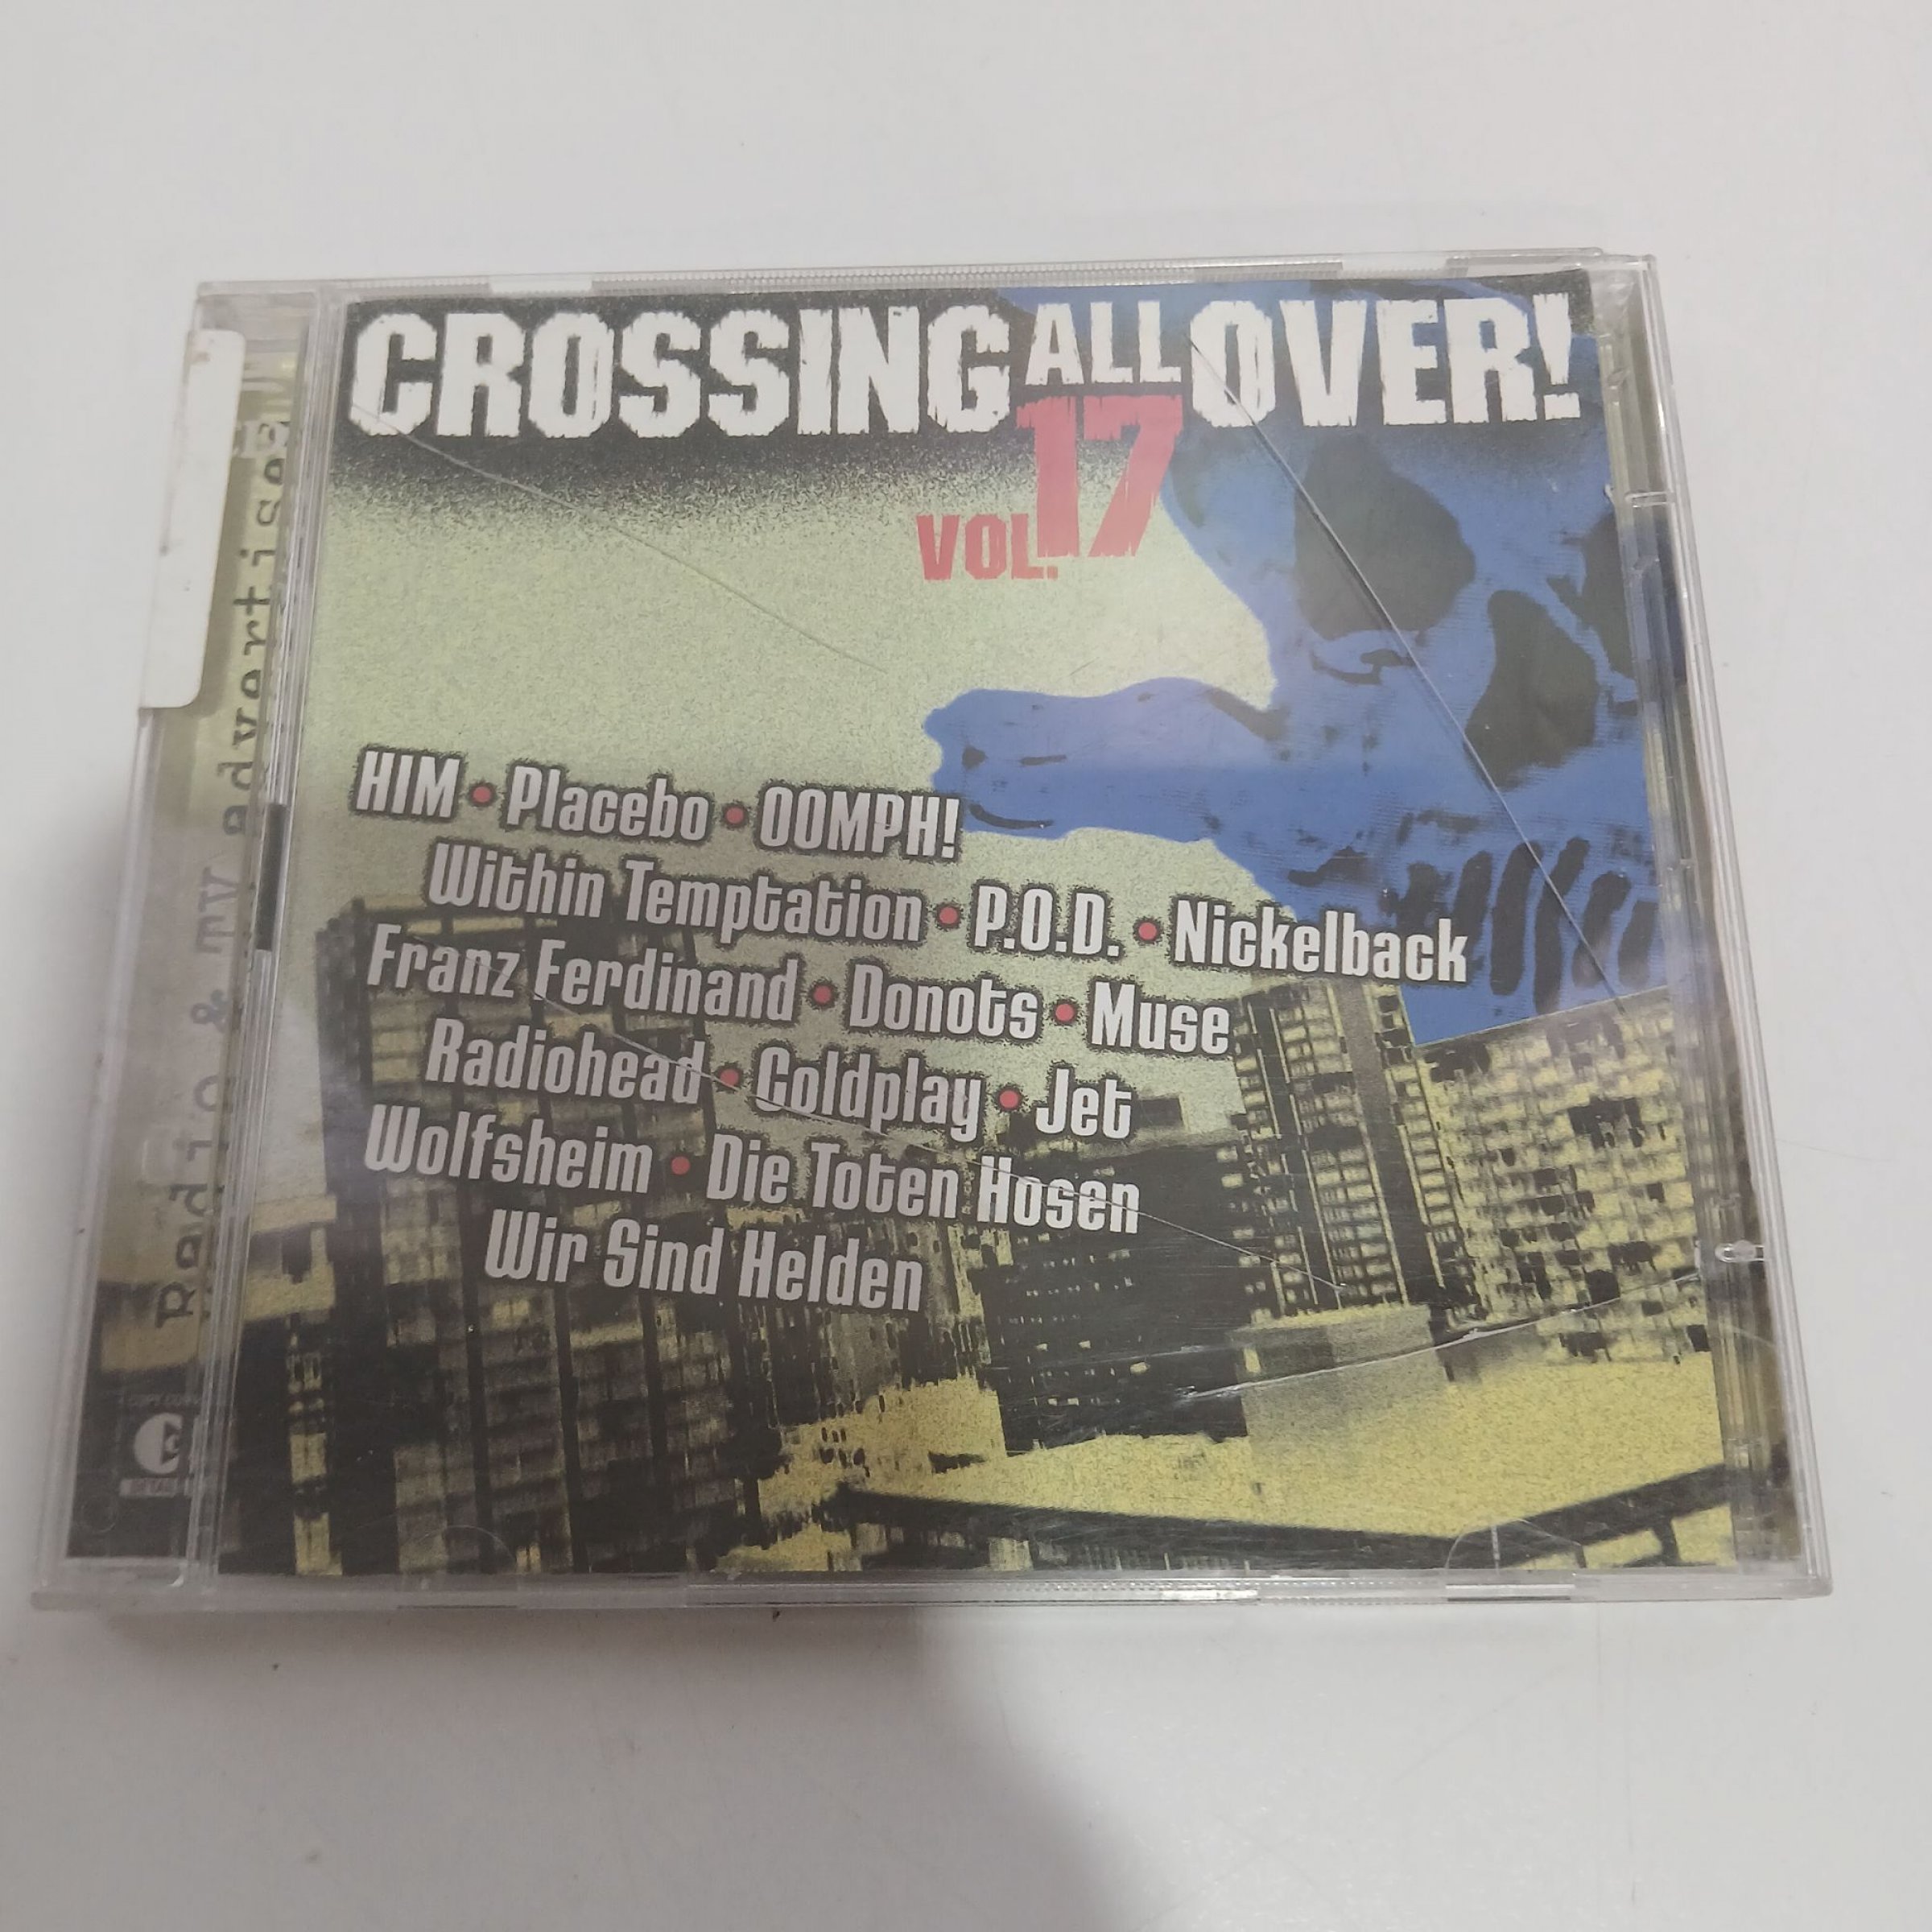 CROSSING ALL OVER!
VOL. 17
HIM • Placebo • OOMPH!
Within Temptation • P.O.D. • Nickelback
Franz Ferdinand • Donots • Muse
Radiohead • Coldplay • Jet
Wolfsheim • Die Toten Hosen
Wir Sind Helden
Radio & TV advertise